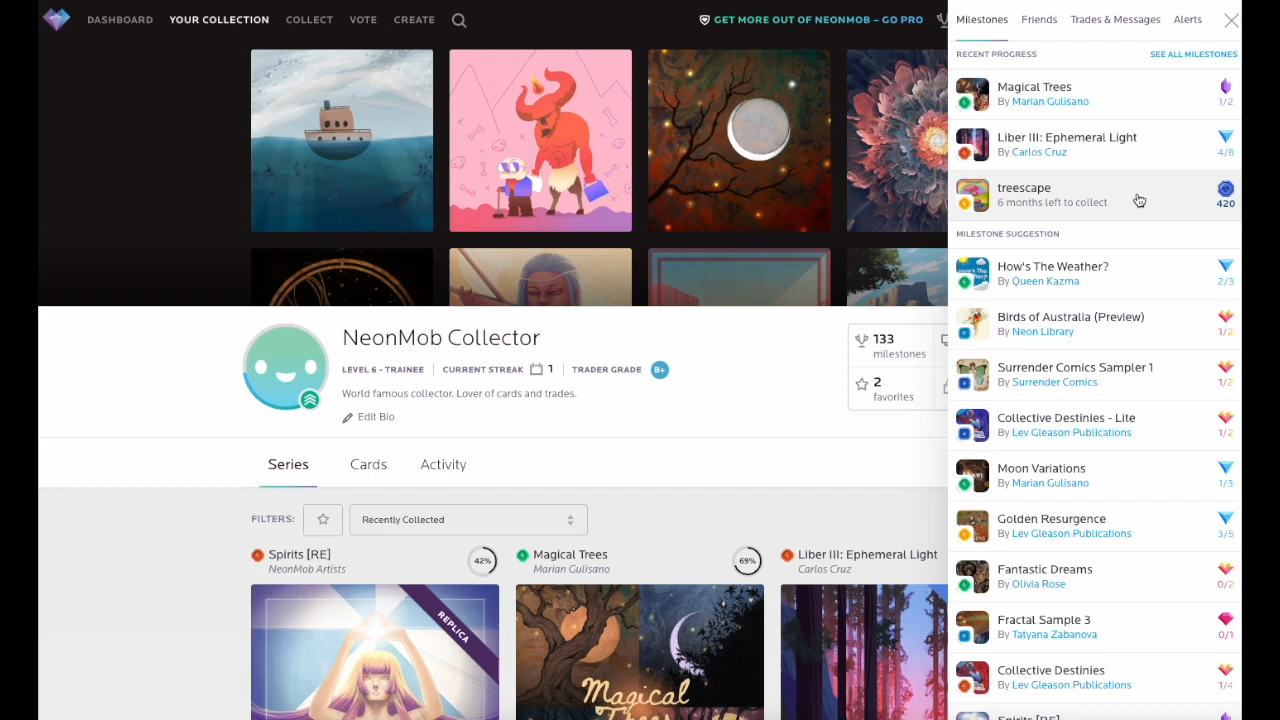 DASHBOARD YOUR COLLECTION COLLECT VOTE CREATE GET MORE OUT OF NEONMOB – GO PRO
NeonMob Collector
LEVEL 6 - TRAINEE CURRENT STREAK 1 TRADER GRADE B+
World famous collector. Lover of cards and trades.
Edit Bio
133
milestones
2
favorites
Series Cards Activity
FILTERS: Recently Collected
Spirits [RE]
NeonMob Artists
42%
REPLICA
Magical Trees
Marian Gulisano
69%
Magical
Liber III: Ephemeral Light
Carlos Cruz
Milestones Friends Trades & Messages Alerts
RECENT PROGRESS SEE ALL MILESTONES
Magical Trees
By Marian Gulisano 1/2
Liber III: Ephemeral Light
By Carlos Cruz 4/8
treescape
6 months left to collect 420
MILESTONE SUGGESTION
How's The Weather?
By Queen Kazma 2/3
Birds of Australia (Preview)
By Neon Library 1/2
Surrender Comics Sampler 1
By Surrender Comics 1/2
Collective Destinies - Lite
By Lev Gleason Publications 1/2
Moon Variations
By Marian Gulisano 1/3
Golden Resurgence
By Lev Gleason Publications 3/5
Fantastic Dreams
By Olivia Rose 0/2
Fractal Sample 3
By Tatyana Zabanova 0/1
Collective Destinies
By Lev Gleason Publications 1/4
Spirits [RE]